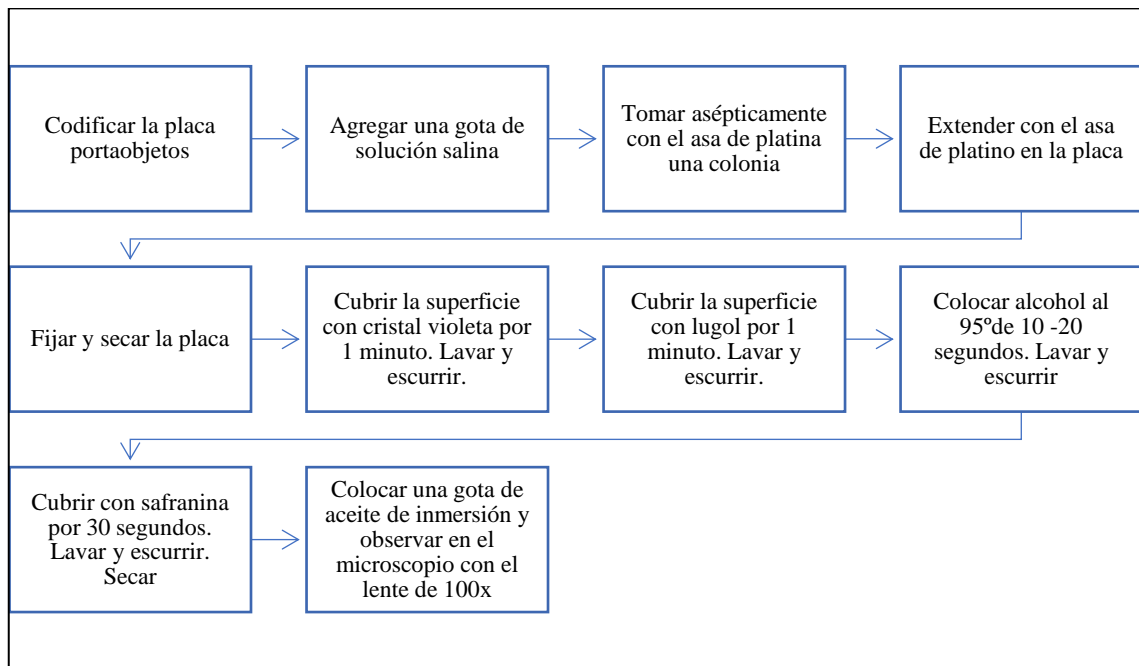 Codificar la placa
portaobjetos
Agregar una gota de
solución salina
Tomar asépticamente
con el asa de platina
una colonia
Extender con el asa
de platino en la placa
Fijar y secar la placa
Cubrir la superficie
con cristal violeta por
1 minuto. Lavar y
escurrir.
Cubrir la superficie
con lugol por 1
minuto. Lavar y
escurrir.
Colocar alcohol al
95ºde 10 -20
segundos. Lavar y
escurrir
Cubrir con safranina
por 30 segundos.
Lavar y escurrir.
Secar
Colocar una gota de
aceite de inmersión y
observar en el
microscopio con el
lente de 100x